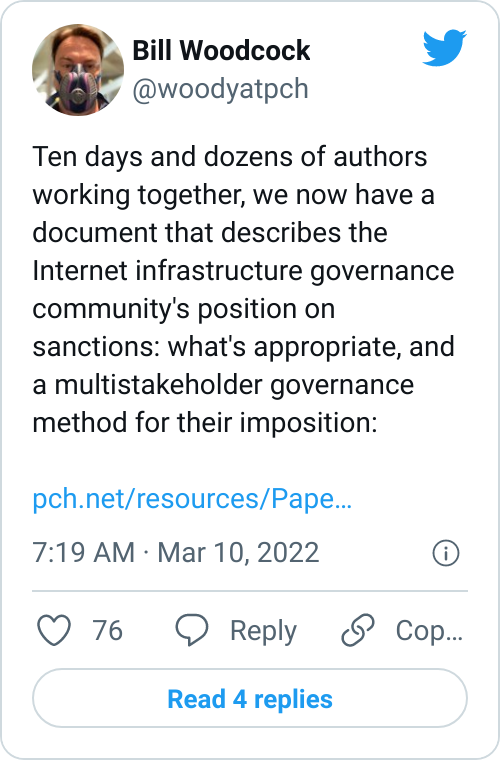 Bill Woodcock
@woodyatpch
Ten days and dozens of authors
working together, we now have a
document that describes the
Internet infrastructure governance
community's position on
sanctions: what's appropriate, and
a multistakeholder governance
method for their imposition:
pch.net/resources/Pape…
7:19 AM · Mar 10, 2022
76 Reply Cop…
Read 4 replies